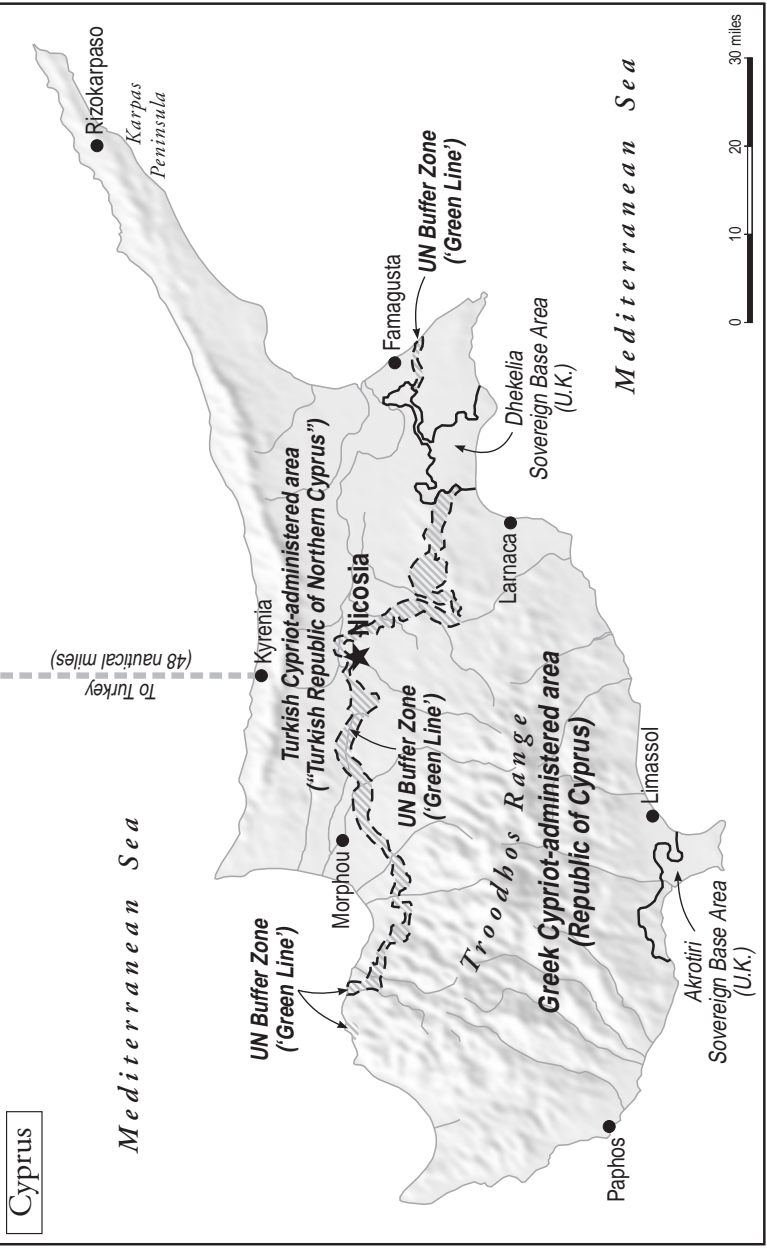 Cyprus
Mediterranean Sea
To Turkey
(48 nautical miles)
Rizokarpaso
Karpas
Peninsula
Kyrenia
Turkish Cypriot-administered area
(“Turkish Republic of Northern Cyprus”)
UN Buffer Zone
(‘Green Line’)
Morphou
Nicosia
UN Buffer Zone
(‘Green Line’)
Famagusta
UN Buffer Zone
(‘Green Line’)
Dhekelia
Sovereign Base Area
(U.K.)
Larnaca
Troodhos Range
Greek Cypriot-administered area
(Republic of Cyprus)
Paphos
Limassol
Akrotiri
Sovereign Base Area
(U.K.)
Mediterranean Sea
0 10 20 30 miles